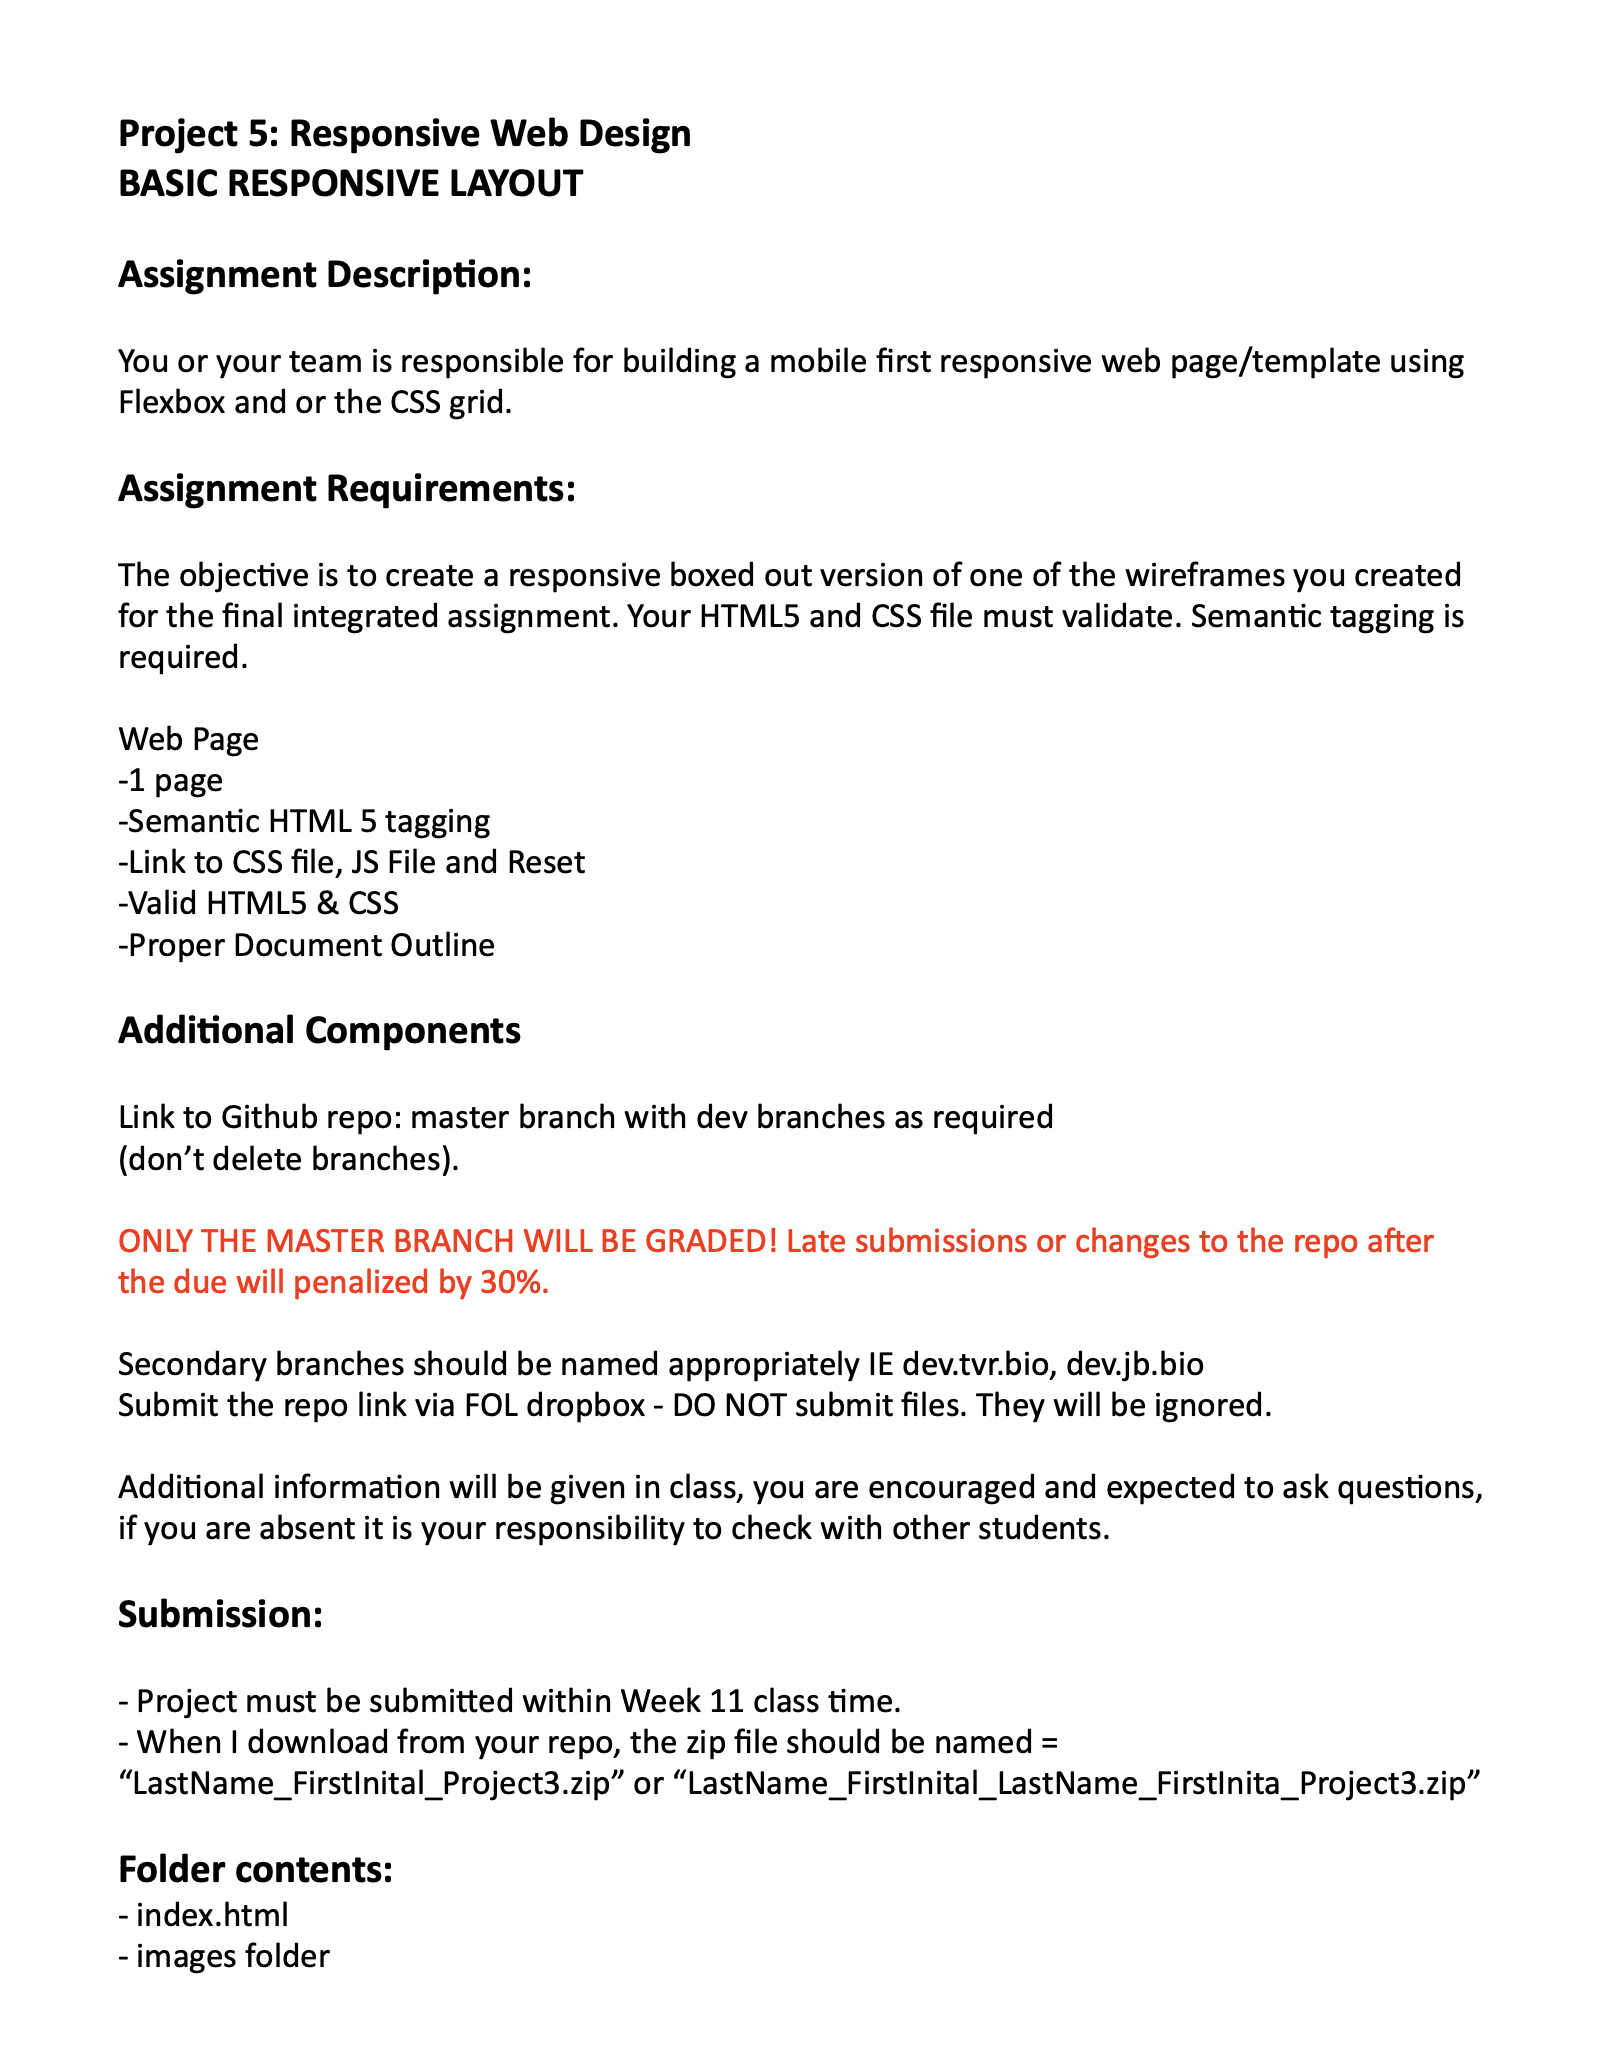 Project 5: Responsive Web Design
BASIC RESPONSIVE LAYOUT
Assignment Description:
You or your team is responsible for building a mobile first responsive web page/template using
Flexbox and or the CSS grid.
Assignment Requirements:
The objective is to create a responsive boxed out version of one of the wireframes you created
for the final integrated assignment. Your HTML5 and CSS file must validate. Semantic tagging is
required.
Web Page
-1 page
-Semantic HTML 5 tagging
-Link to CSS file, JS File and Reset
-Valid HTML5 & CSS
-Proper Document Outline
Additional Components
Link to Github repo: master branch with dev branches as required
(don’t delete branches).
ONLY THE MASTER BRANCH WILL BE GRADED! Late submissions or changes to the repo after
the due will penalized by 30%.
Secondary branches should be named appropriately IE dev.tvr.bio, dev.jb.bio
Submit the repo link via FOL dropbox - DO NOT submit files. They will be ignored.
Additional information will be given in class, you are encouraged and expected to ask questions,
if you are absent it is your responsibility to check with other students.
Submission:
- Project must be submitted within Week 11 class time.
- When I download from your repo, the zip file should be named =
“LastName_FirstInital_Project3.zip” or “LastName_FirstInital_LastName_FirstInita_Project3.zip”
Folder contents:
- index.html
- images folder